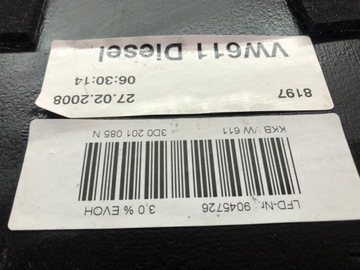 LFD-Nr. 9045726 3,0 % EVOH
KKB VW 611 3D0 201 085 N
8197 27.02.2008
06:30:14
VW611 Diesel